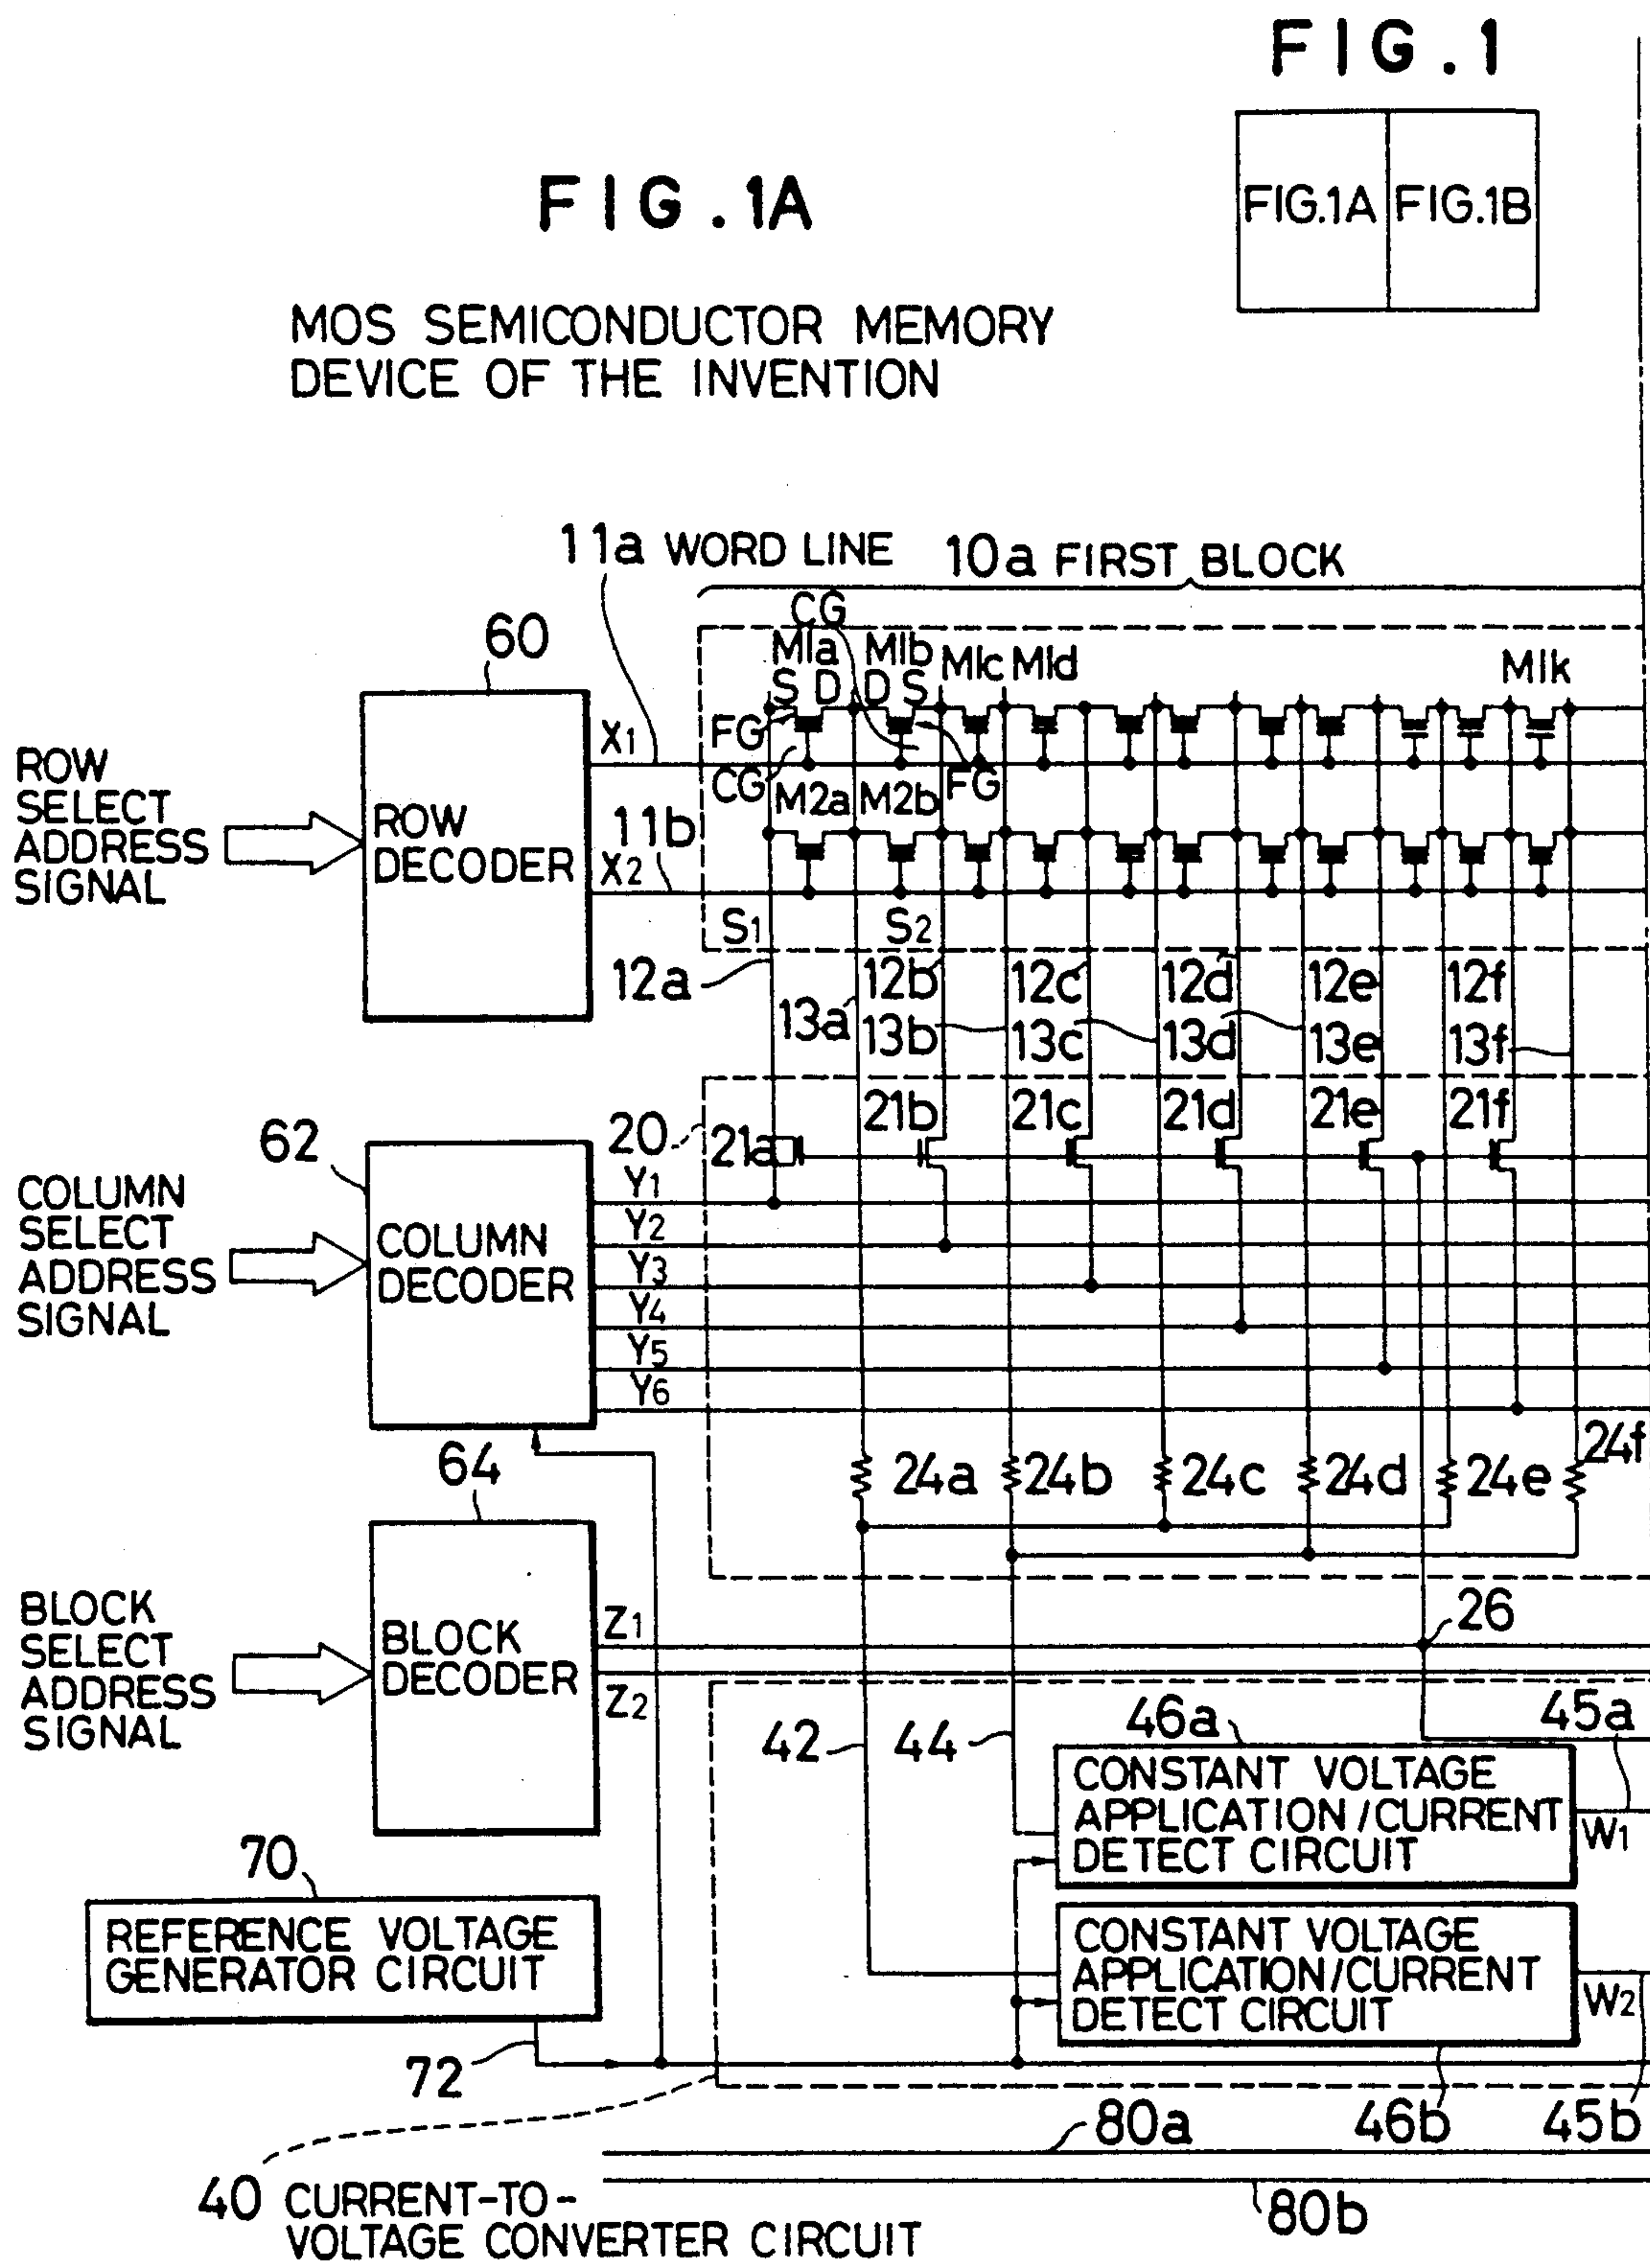 FIG.1
FIG.1A FIG.1B
FIG.1A
MOS SEMICONDUCTOR MEMORY
DEVICE OF THE INVENTION
11a WORD LINE
10a FIRST BLOCK
60
CG
M1a M1b M1c M1d M1k
S D D S
FG
X1
CG
FG
ROW
SELECT
ADDRESS
SIGNAL
ROW
DECODER
M2a M2b
11b
X2
S1 S2
12a
12b 12c 12d 12e 12f
13a
13b 13c 13d 13e 13f
62
20
21a
21b 21c 21d 21e 21f
COLUMN
SELECT
ADDRESS
SIGNAL
COLUMN
DECODER
Y1
Y2
Y3
Y4
Y5
Y6
64
24a 24b 24c 24d 24e 24f
BLOCK
SELECT
ADDRESS
SIGNAL
BLOCK
DECODER
Z1
Z2
26
42 44 46a 45a
CONSTANT VOLTAGE
APPLICATION/CURRENT
DETECT CIRCUIT
W1
70
REFERENCE VOLTAGE
GENERATOR CIRCUIT
CONSTANT VOLTAGE
APPLICATION/CURRENT
DETECT CIRCUIT
W2
72
46b 45b
80a
80b
40 CURRENT-TO-
VOLTAGE CONVERTER CIRCUIT